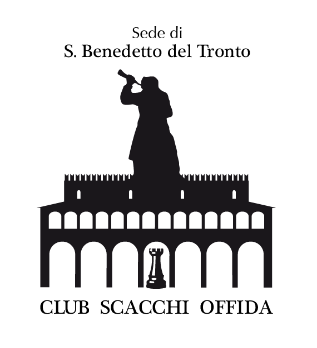 Sede di
S. Benedetto del Tronto
CLUB SCACCHI OFFIDA